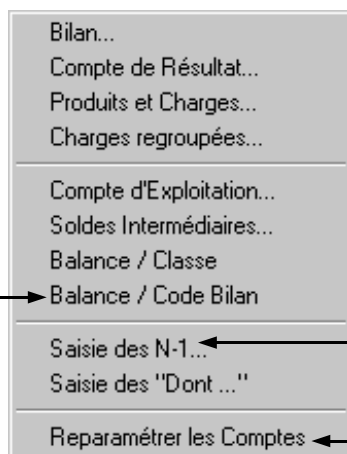 Bilan...
Compte de Résultat...
Produits et Charges...
Charges regroupées...
Compte d'Exploitation...
Soldes Intermédiaires...
Balance / Classe
Balance / Code Bilan
Saisie des N-1...
Saisie des "Dont ..."
Reparamétrer les Comptes